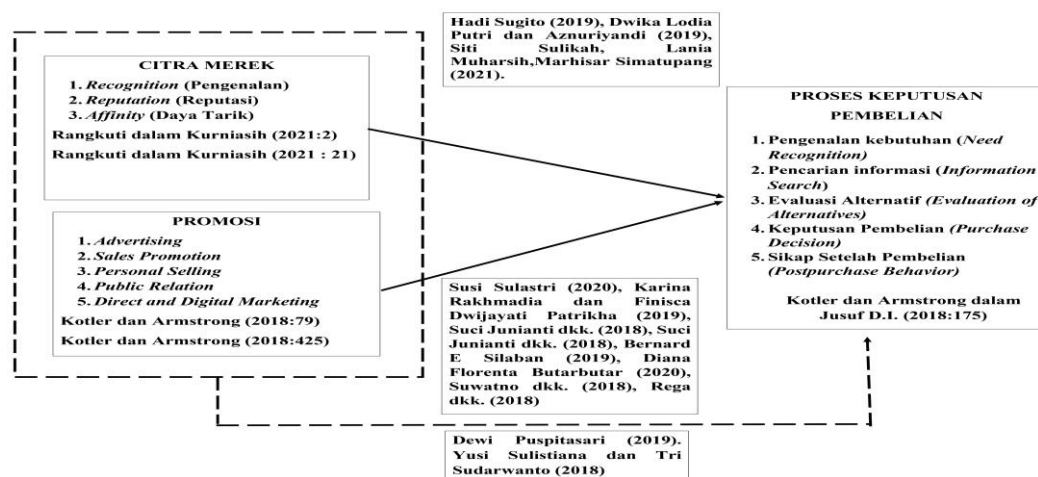 Hadi Sugito (2019), Dwika Lodia
Putri dan Aznuriyandi (2019),
Siti Sulikah, Lania
Muharsih,Marhisar Simatupang
(2021).
CITRA MEREK
1. Recognition (Pengenalan)
2. Reputation (Reputasi)
3. Affinity (Daya Tarik)
Rangkuti dalam Kurniasih (2021:2)
Rangkuti dalam Kurniasih (2021 : 21)
PROMOSI
1. Advertising
2. Sales Promotion
3. Personal Selling
4. Public Relation
5. Direct and Digital Marketing
Kotler dan Armstrong (2018:79)
Kotler dan Armstrong (2018:425)
PROSES KEPUTUSAN
PEMBELIAN
1. Pengenalan kebutuhan (Need
Recognition)
2. Pencarian informasi (Information
Search)
3. Evaluasi Alternatif (Evaluation of
Alternatives)
4. Keputusan Pembelian (Purchase
Decision)
5. Sikap Setelah Pembelian
(Postpurchase Behavior)
Kotler dan Armstrong dalam
Jusuf D.I. (2018:175)
Susi Sulastri (2020), Karina
Rakhmadia dan Finisca
Dwijayati Patrikha (2019),
Suci Junianti dkk. (2018), Suci
Junianti dkk. (2018), Bernard
E Silaban (2019), Diana
Florenta Butarbutar (2020),
Suwatno dkk. (2018), Rega
dkk. (2018)
Dewi Puspitasari (2019).
Yusi Sulistiana dan Tri
Sudarwanto (2018)